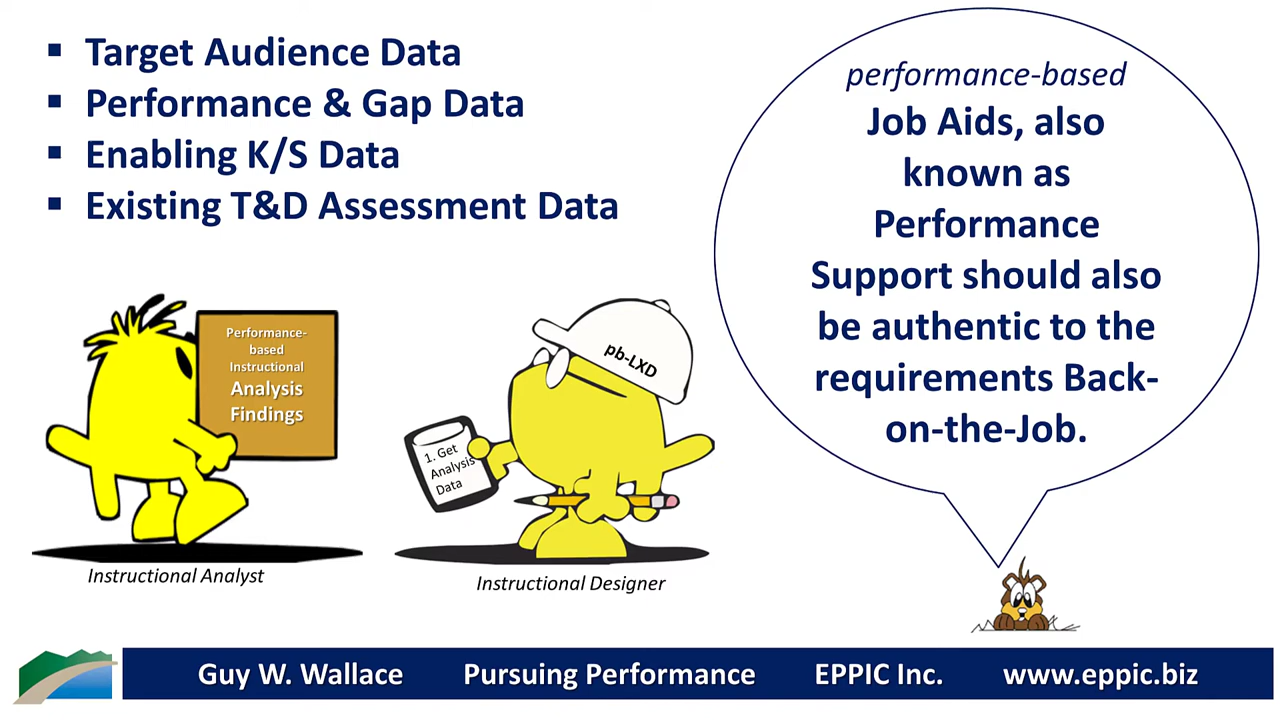 ▪ Target Audience Data
▪ Performance & Gap Data
▪ Enabling K/S Data
▪ Existing T&D Assessment Data
performance-based
Job Aids, also
known as
Performance
Support should also
be authentic to the
requirements Back-
on-the-Job.
Performance-
based
Instructional
Analysis
Findings
pb-LXD
1. Get
Analysis
Data
Instructional Analyst
Instructional Designer
Guy W. Wallace Pursuing Performance EPPIC Inc. www.eppic.biz